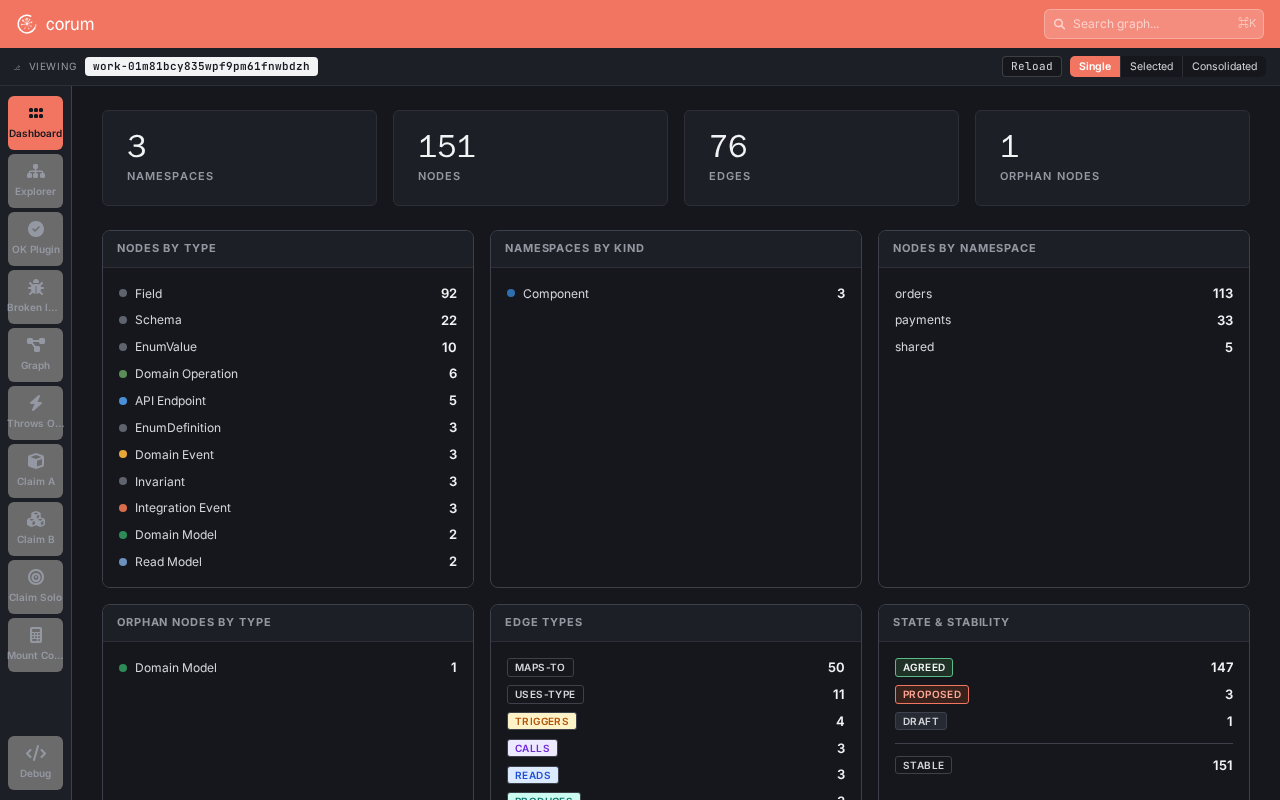 corum
Search graph... ⌘K
VIEWING work-01m81bcy835wpf9pm61fnwbdzh
Reload Single Selected Consolidated
Dashboard
Explorer
OK Plugin
Broken I...
Graph
Throws O...
Claim A
Claim B
Claim Solo
Mount Co...
Debug
3
NAMESPACES
151
NODES
76
EDGES
1
ORPHAN NODES
NODES BY TYPE
Field 92
Schema 22
EnumValue 10
Domain Operation 6
API Endpoint 5
EnumDefinition 3
Domain Event 3
Invariant 3
Integration Event 3
Domain Model 2
Read Model 2
NAMESPACES BY KIND
Component 3
NODES BY NAMESPACE
orders 113
payments 33
shared 5
ORPHAN NODES BY TYPE
Domain Model 1
EDGE TYPES
MAPS-TO 50
USES-TYPE 11
TRIGGERS 4
CALLS 3
READS 3
PRODUCES
STATE & STABILITY
AGREED 147
PROPOSED 3
DRAFT 1
STABLE 151